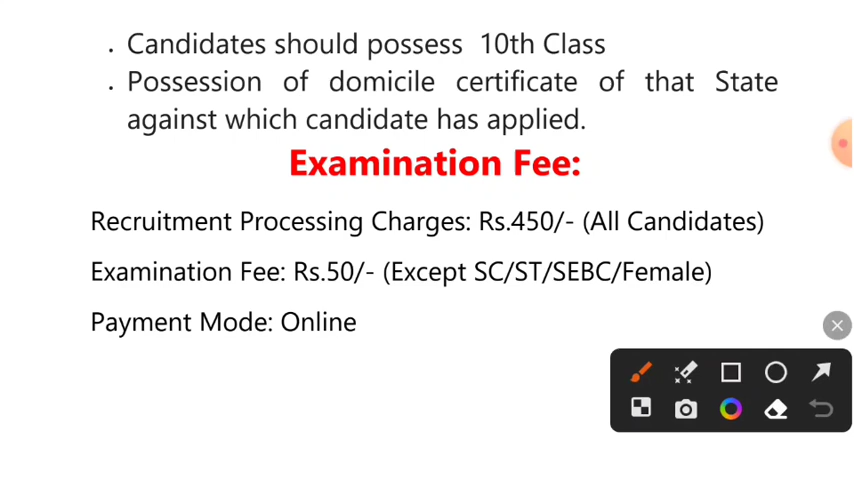 . Candidates should possess 10th Class
. Possession of domicile certificate of that State
against which candidate has applied.
Examination Fee:
Recruitment Processing Charges: Rs.450/- (All Candidates)
Examination Fee: Rs.50/- (Except SC/ST/SEBC/Female)
Payment Mode: Online